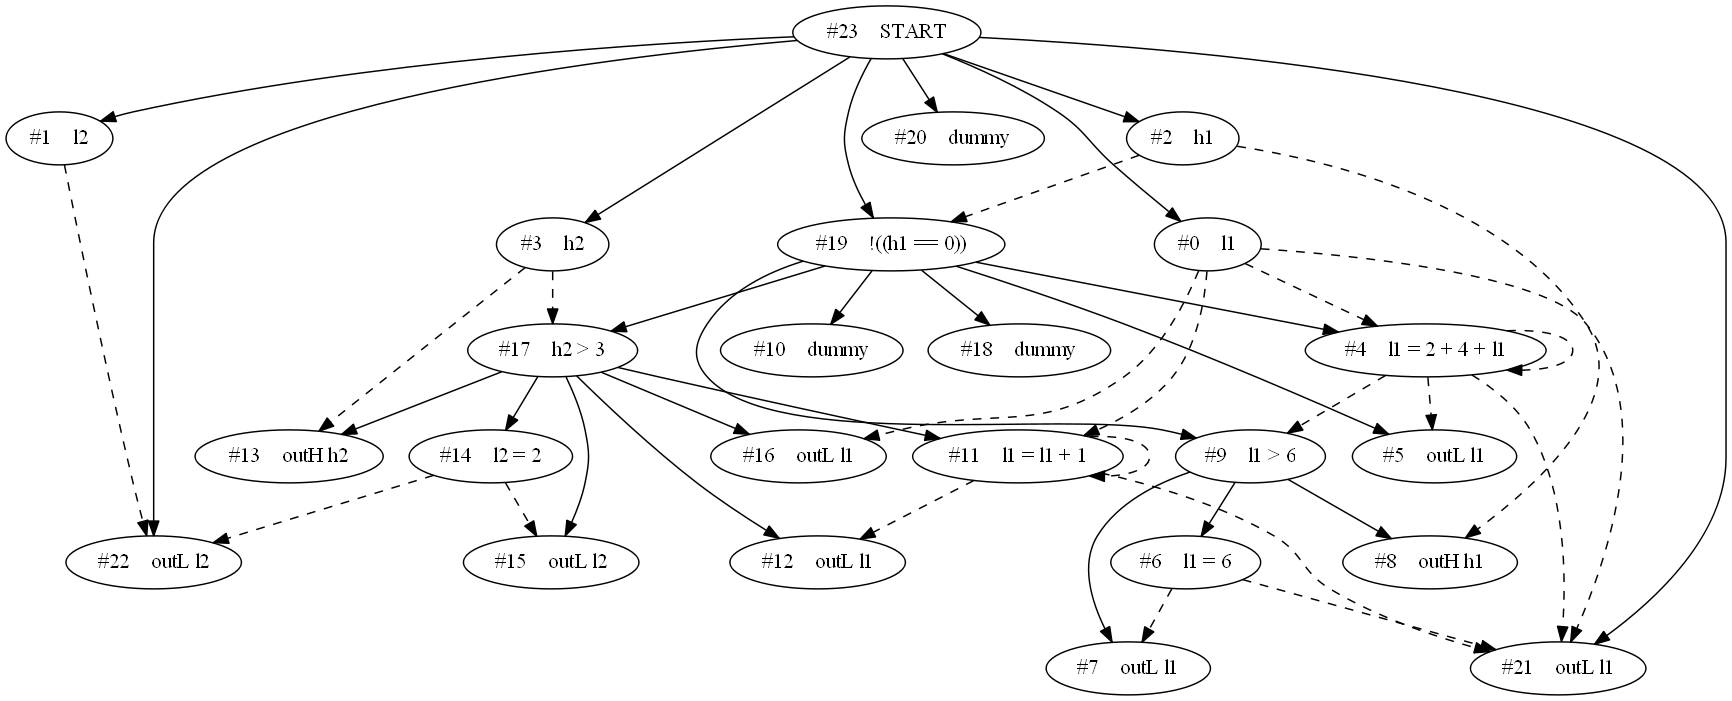 #23 START
#1 l2
#20 dummy
#2 h1
#3 h2
#19 !((h1 == 0))
#0 l1
#17 h2 > 3
#10 dummy
#18 dummy
#4 l1 = 2 + 4 + l1
#13 outH h2
#14 l2 = 2
#16 outL l1
#11 l1 = l1 + 1
#9 l1 > 6
#5 outL l1
#22 outL l2
#15 outL l2
#12 outL l1
#6 l1 = 6
#8 outH h1
#7 outL l1
#21 outL l1